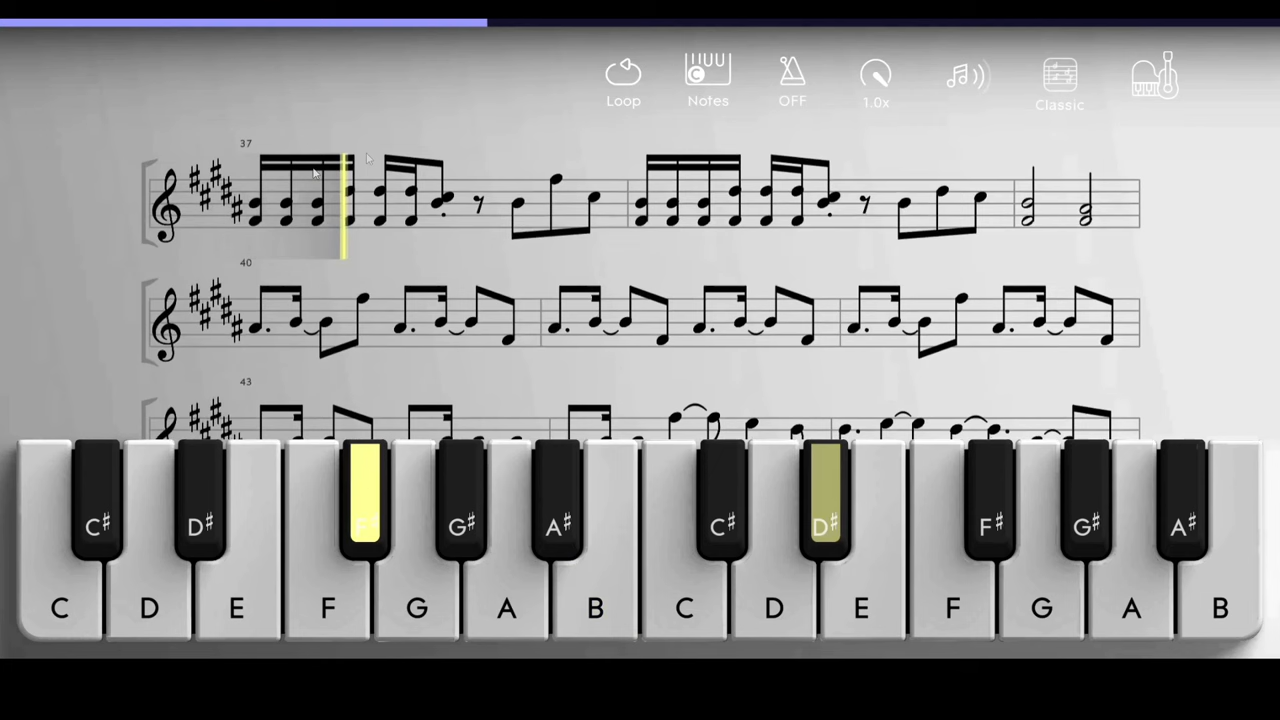 Loop Notes OFF 1.0x Classic
C
37
40
43
C♯ D♯ F♯ G♯ A♯ C♯ D♯ F♯ G♯ A♯
C D E F G A B C D E F G A B